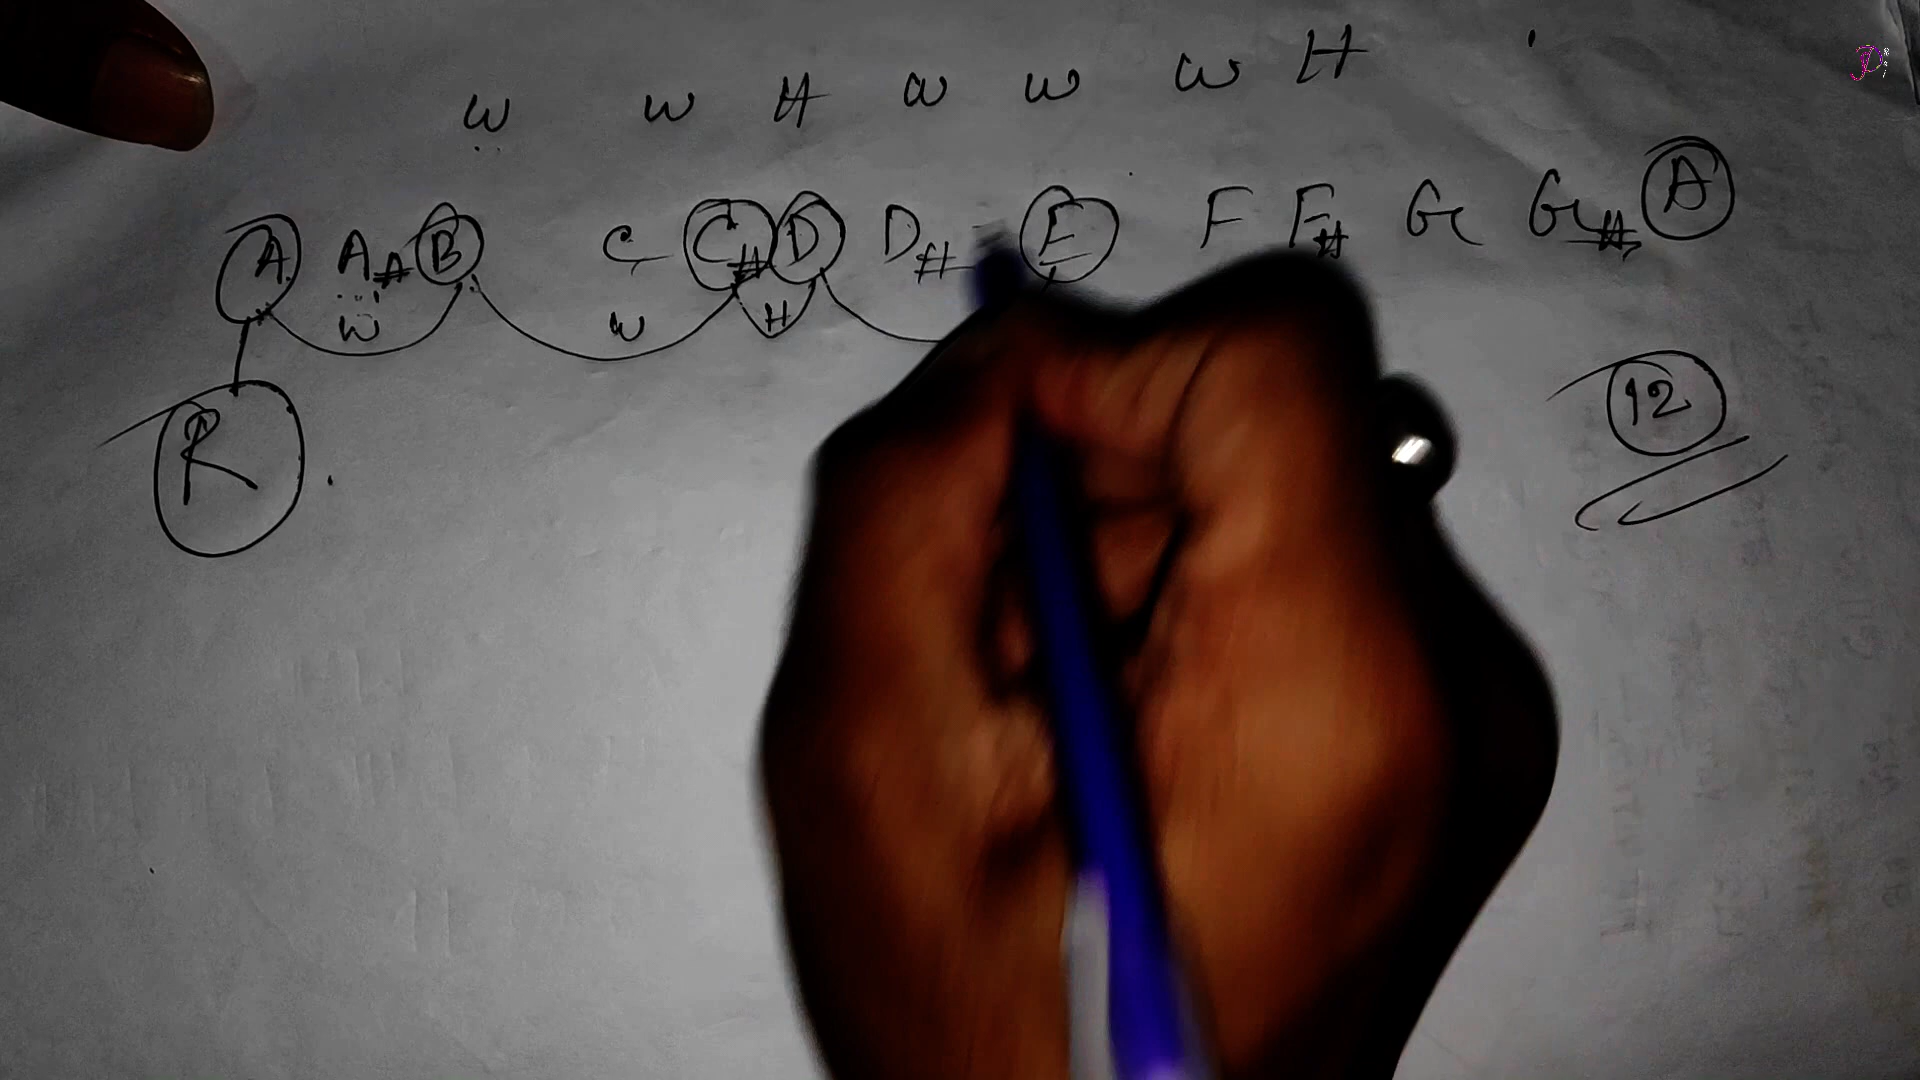 W W H W W W H
A A# B C C# D D# E F F# G G# A
W W H
R
12